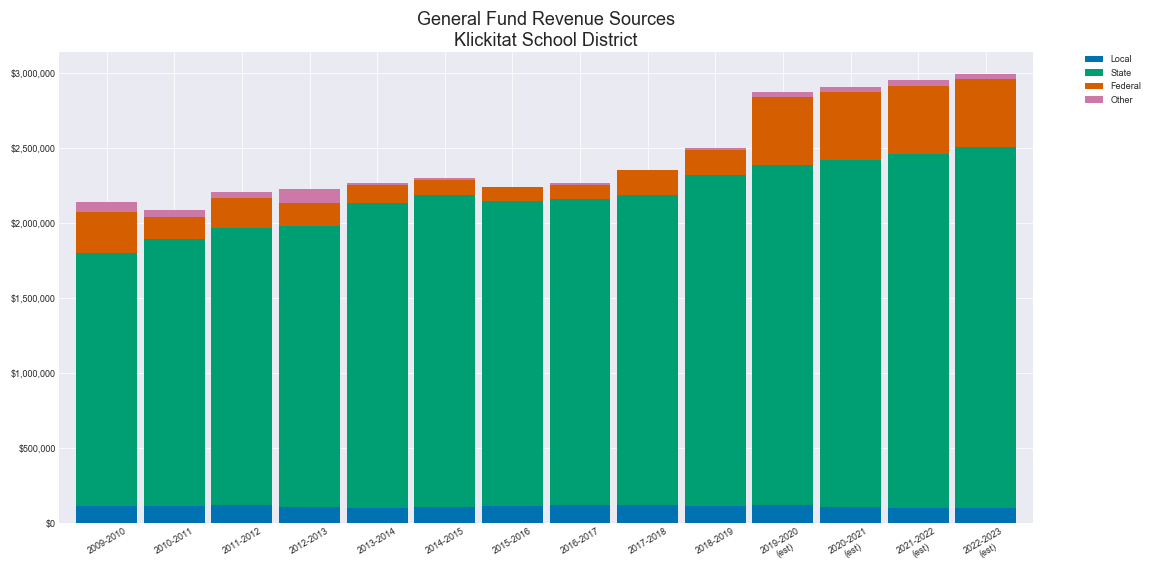 General Fund Revenue Sources
Klickitat School District
Local
State
Federal
Other
$3,000,000
$2,500,000
$2,000,000
$1,500,000
$1,000,000
$500,000
$0
2009-2010
2010-2011
2011-2012
2012-2013
2013-2014
2014-2015
2015-2016
2016-2017
2017-2018
2018-2019
2019-2020
(est)
2020-2021
(est)
2021-2022
(est)
2022-2023
(est)